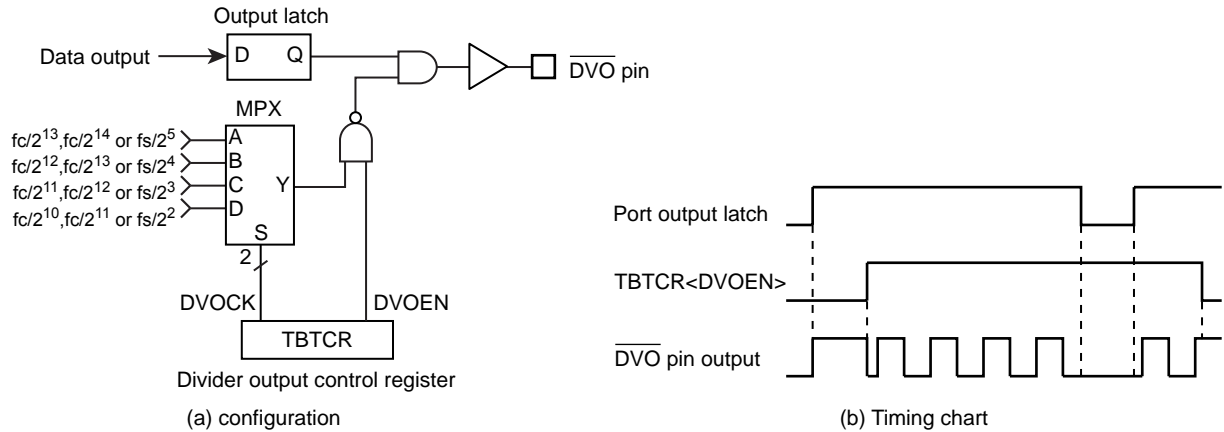 Output latch
Data output
D Q
DVO pin
MPX
fc/2^13,fc/2^14 or fs/2^5
A
fc/2^12,fc/2^13 or fs/2^4
B
fc/2^11,fc/2^12 or fs/2^3
C
Y
fc/2^10,fc/2^11 or fs/2^2
D
S
2
DVOCK
DVOEN
TBTCR
Divider output control register
(a) configuration
Port output latch
TBTCR<DVOEN>
DVO pin output
(b) Timing chart